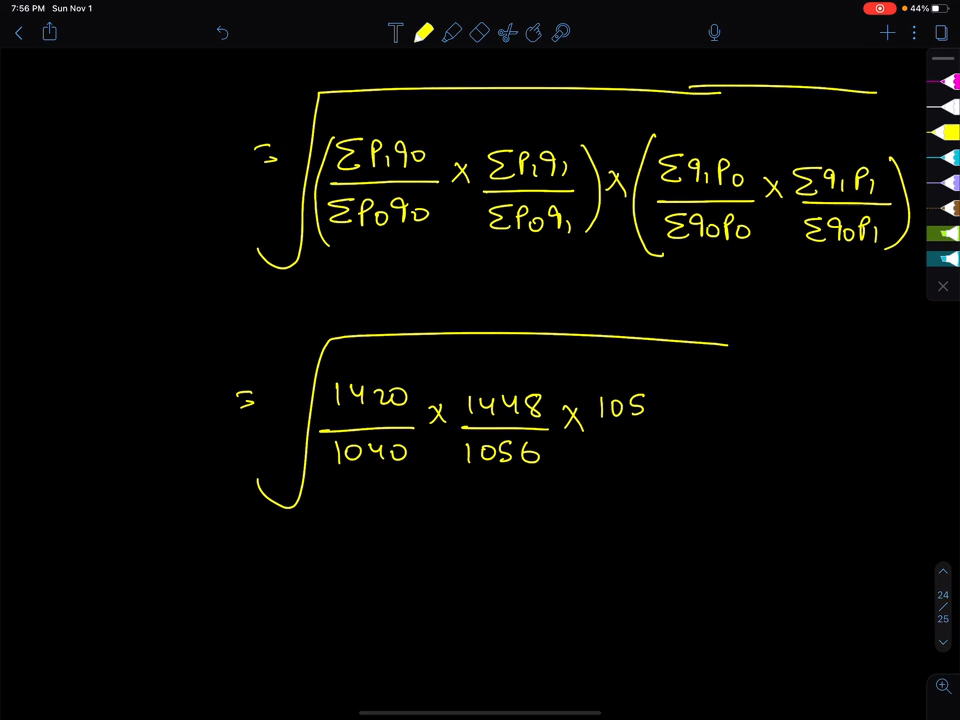 7:56 PM Sun Nov 1 44%
= √(ΣP₁q₀/ΣP₀q₀ × ΣP₁q₁/ΣP₀q₁) × (Σq₁P₀/Σq₀P₀ × Σq₁P₁/Σq₀P₁)
= √1420/1040 × 1448/1056 × 105
24
/
25